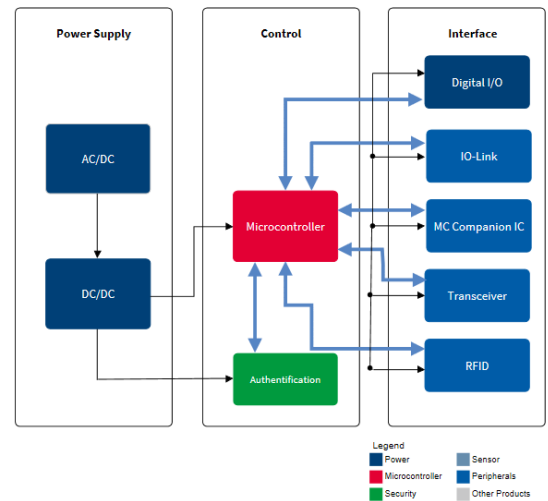 Power Supply
Control
Interface
Digital I/O
AC/DC
IO-Link
Microcontroller
MC Companion IC
DC/DC
Transceiver
Authentification
RFID
Legend
Power
Sensor
Microcontroller
Peripherals
Security
Other Products